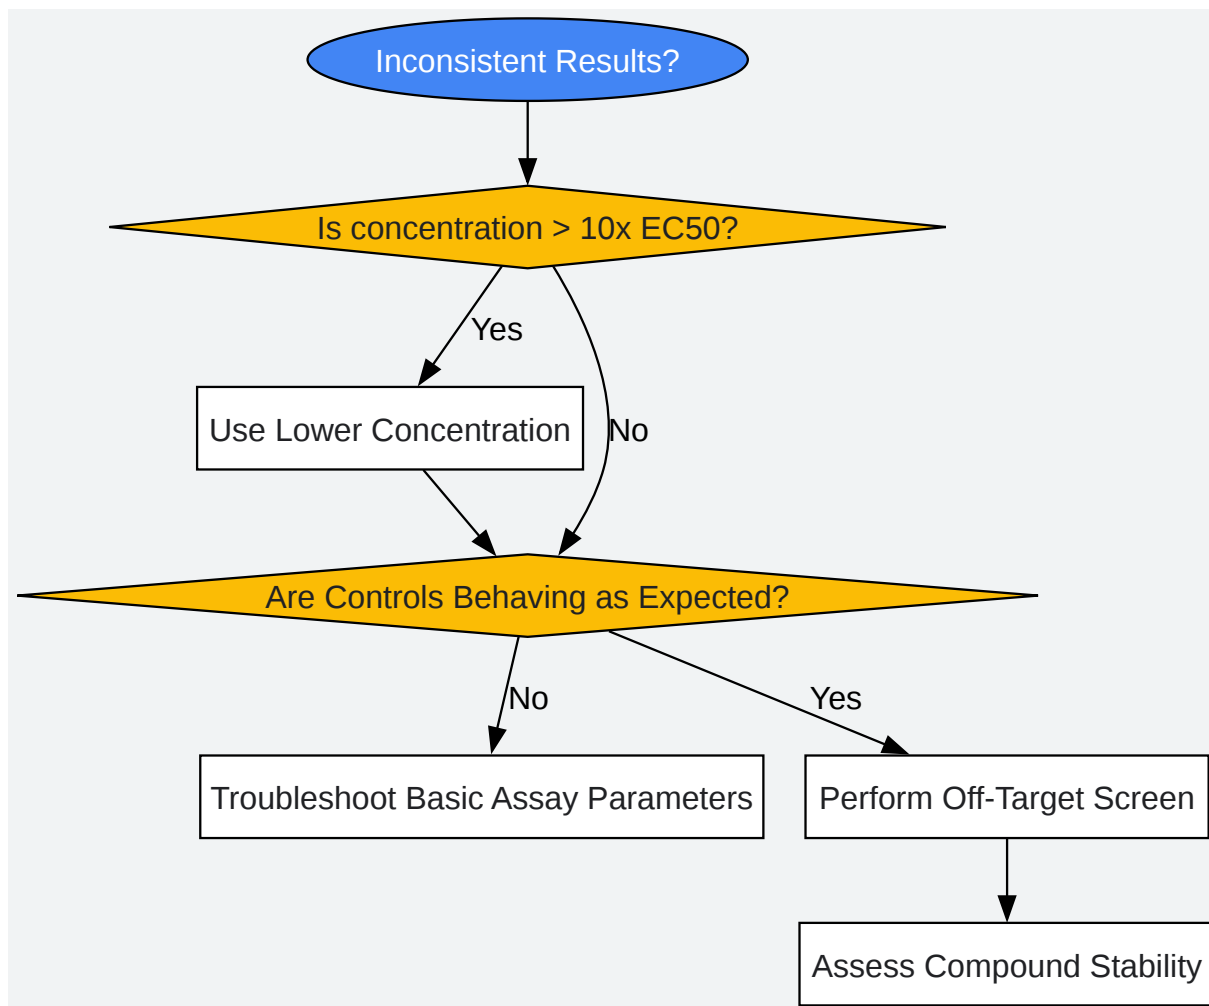 Inconsistent Results?
Is concentration > 10x EC50?
Yes
Use Lower Concentration
No
Are Controls Behaving as Expected?
No
Yes
Troubleshoot Basic Assay Parameters
Perform Off-Target Screen
Assess Compound Stability